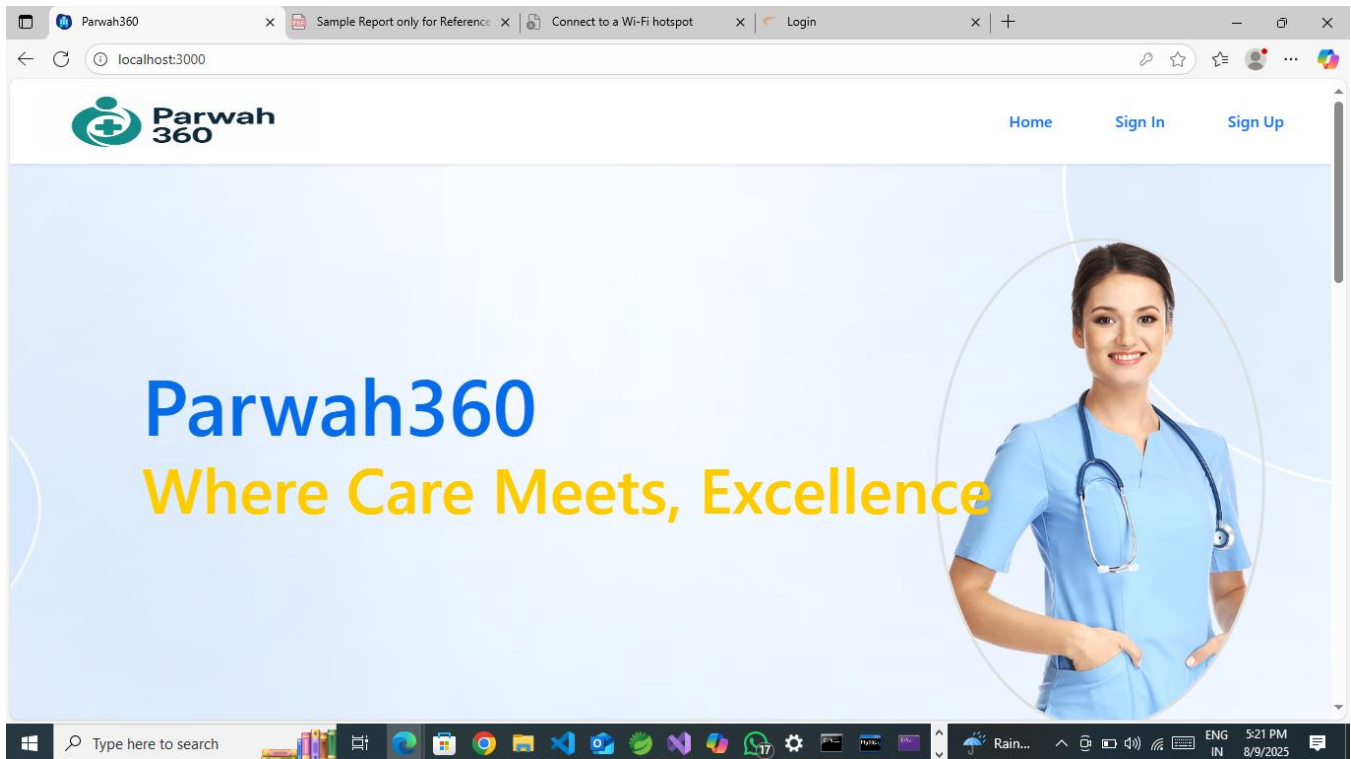 Parwah360
Sample Report only for Reference
Connect to a Wi-Fi hotspot
Login
localhost:3000
Parwah
360
Home
Sign In
Sign Up
Parwah360
Where Care Meets, Excellence
Type here to search
17
Rain...
ENG
IN
5:21 PM
8/9/2025